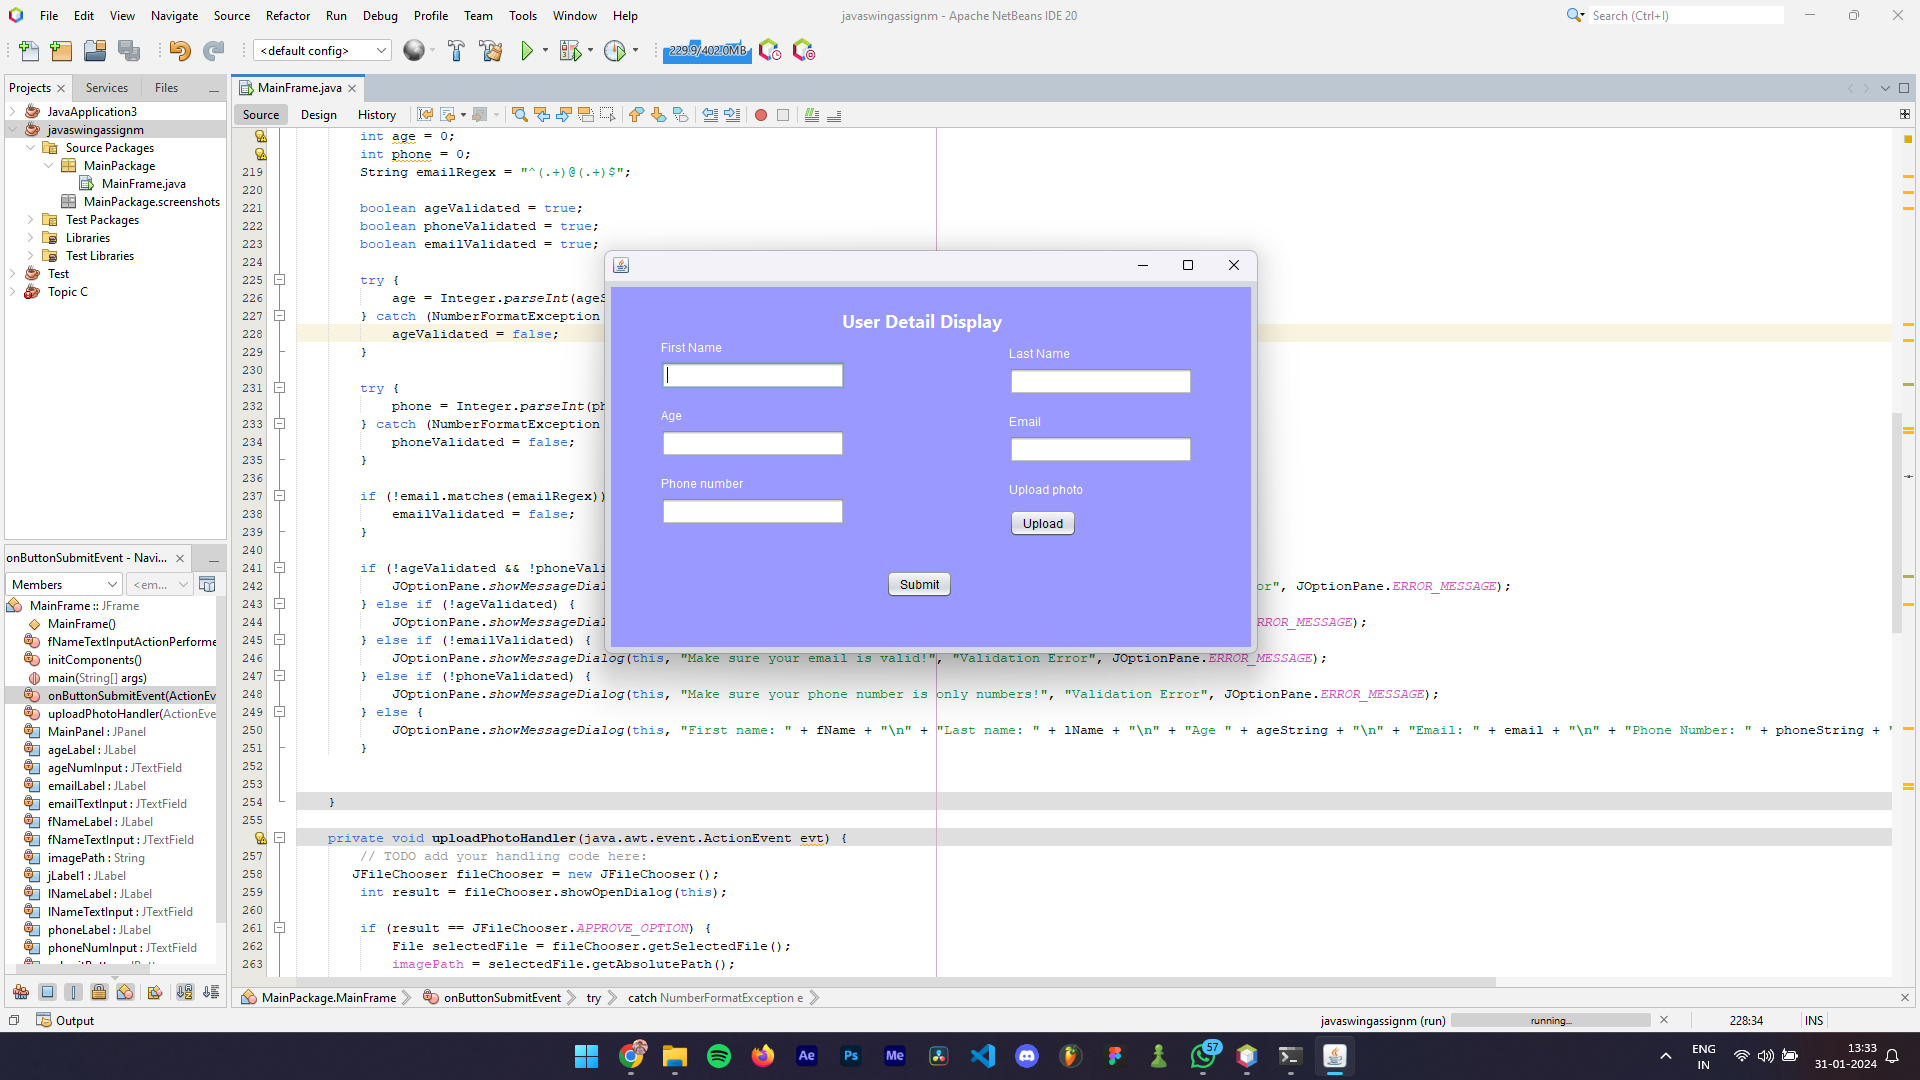 File Edit View Navigate Source Refactor Run Debug Profile Team Tools Window Help
javaswingassignm - Apache NetBeans IDE 20
Search (Ctrl+I)
<default config>
229.9/402.0MB
Projects Services Files
MainFrame.java
JavaApplication3
javaswingassignm
Source Packages
MainPackage
MainFrame.java
MainPackage.screenshots
Test Packages
Libraries
Test Libraries
Test
Topic C
Source Design History
int age = 0;
int phone = 0;
219 String emailRegex = "^(.+)@(.+)$";
220
221 boolean ageValidated = true;
222 boolean phoneValidated = true;
223 boolean emailValidated = true;
224
225 try {
226 age = Integer.parseInt(ageS
227 } catch (NumberFormatException
228 ageValidated = false;
229 }
230
231 try {
232 phone = Integer.parseInt(ph
233 } catch (NumberFormatException
234 phoneValidated = false;
235 }
236
237 if (!email.matches(emailRegex))
238 emailValidated = false;
239 }
240
241 if (!ageValidated && !phoneVali
242 JOptionPane.showMessageDial or", JOptionPane.ERROR_MESSAGE);
243 } else if (!ageValidated) {
244 JOptionPane.showMessageDial RROR_MESSAGE);
245 } else if (!emailValidated) {
246 JOptionPane.showMessageDialog(this, "Make sure your email is valid!", "Validation Error", JOptionPane.ERROR_MESSAGE);
247 } else if (!phoneValidated) {
248 JOptionPane.showMessageDialog(this, "Make sure your phone number is only numbers!", "Validation Error", JOptionPane.ERROR_MESSAGE);
249 } else {
250 JOptionPane.showMessageDialog(this, "First name: " + fName + "\n" + "Last name: " + lName + "\n" + "Age " + ageString + "\n" + "Email: " + email + "\n" + "Phone Number: " + phoneString + "
251 }
252
253
254 }
255
private void uploadPhotoHandler(java.awt.event.ActionEvent evt) {
257 // TODO add your handling code here:
258 JFileChooser fileChooser = new JFileChooser();
259 int result = fileChooser.showOpenDialog(this);
260
261 if (result == JFileChooser.APPROVE_OPTION) {
262 File selectedFile = fileChooser.getSelectedFile();
263 imagePath = selectedFile.getAbsolutePath();
User Detail Display
First Name
Last Name
Age
Email
Phone number
Upload photo
Upload
Submit
onButtonSubmitEvent - Navi...
Members <em...
MainFrame :: JFrame
MainFrame()
fNameTextInputActionPerforme
initComponents()
main(String[] args)
onButtonSubmitEvent(ActionEv
uploadPhotoHandler(ActionEve
MainPanel : JPanel
ageLabel : JLabel
ageNumInput : JTextField
emailLabel : JLabel
emailTextInput : JTextField
fNameLabel : JLabel
fNameTextInput : JTextField
imagePath : String
jLabel1 : JLabel
lNameLabel : JLabel
lNameTextInput : JTextField
phoneLabel : JLabel
phoneNumInput : JTextField
MainPackage.MainFrame onButtonSubmitEvent try catch NumberFormatException e
Output
javaswingassignm (run) running... 228:34 INS
Ae Ps Me
57
ENG
IN
13:33
31-01-2024